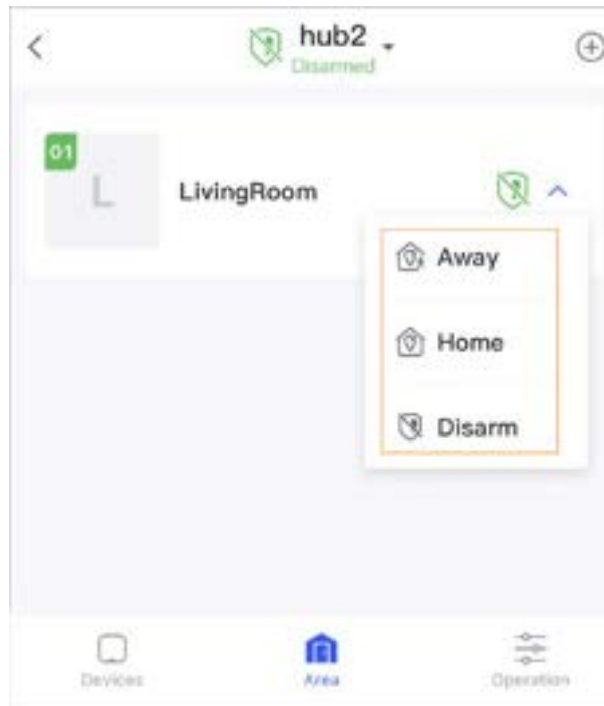 hub2
Disarmed
01
L
LivingRoom
Away
Home
Disarm
Devices
Area
Operation